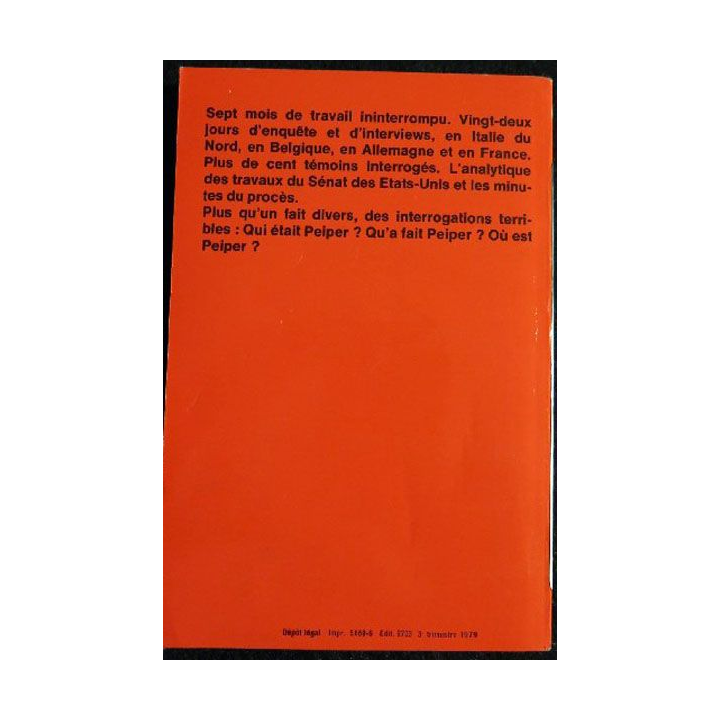 Sept mois de travail ininterrompu. Vingt-deux
jours d'enquête et d'interviews, en Italie du
Nord, en Belgique, en Allemagne et en France.
Plus de cent témoins interrogés. L'analytique
des travaux du Sénat des Etats-Unis et les minu-
tes du procès.
Plus qu'un fait divers, des interrogations terri-
bles : Qui était Peiper ? Qu'a fait Peiper ? Où est
Peiper ?
Dépôt légal Impr. Edit. 3 trimestre 1979